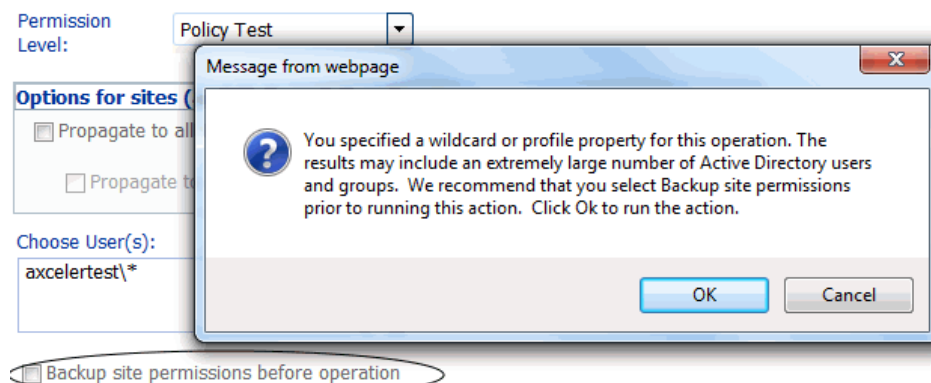 Permission
Level:
Policy Test
Message from webpage
Options for sites (
Propagate to all
Propagate to
You specified a wildcard or profile property for this operation. The
results may include an extremely large number of Active Directory users
and groups. We recommend that you select Backup site permissions
prior to running this action. Click Ok to run the action.
Choose User(s):
axcelertest\*
OK
Cancel
Backup site permissions before operation